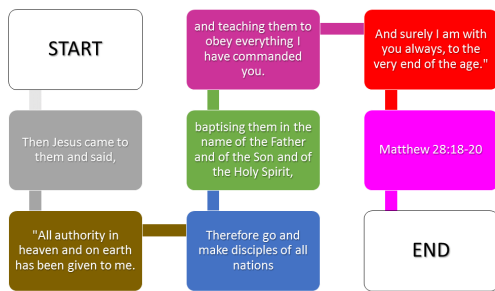 START
Then Jesus came to
them and said,
"All authority in
heaven and on earth
has been given to me.
Therefore go and
make disciples of all
nations
baptising them in the
name of the Father
and of the Son and of
the Holy Spirit,
and teaching them to
obey everything I
have commanded
you.
And surely I am with
you always, to the
very end of the age."
Matthew 28:18-20
END